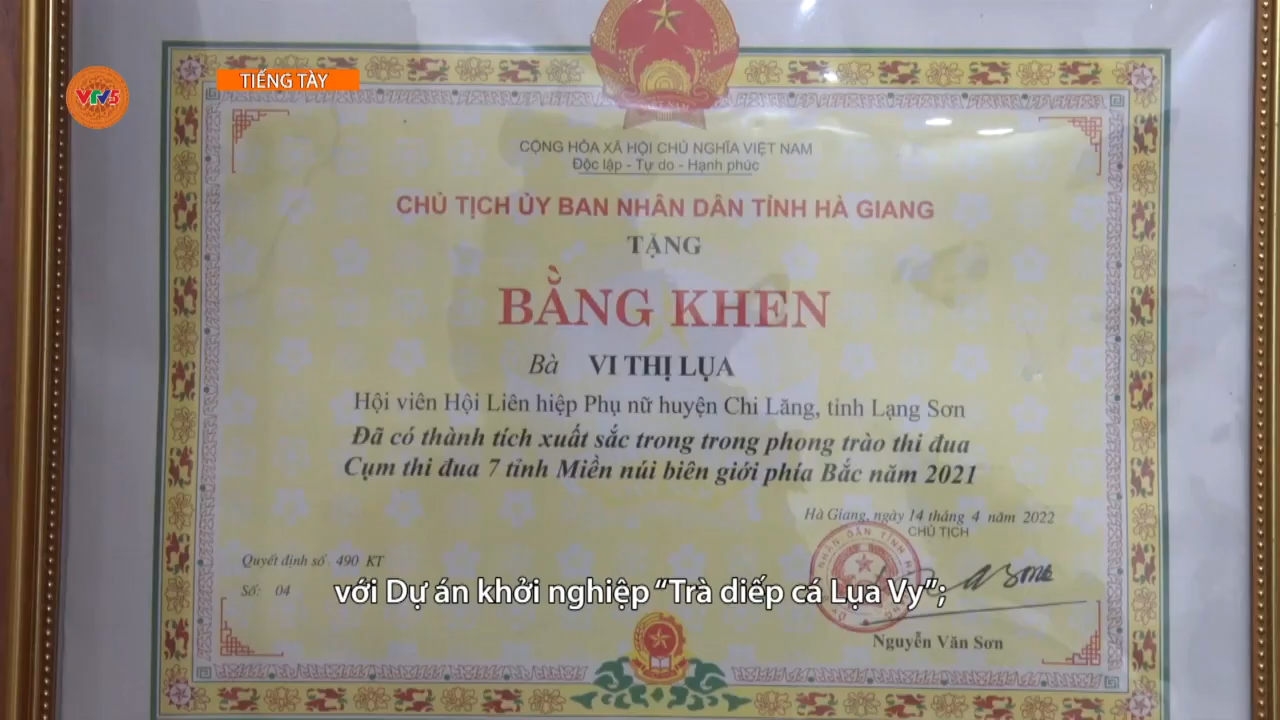 VTV5
TIẾNG TÀY
CỘNG HÒA XÃ HỘI CHỦ NGHĨA VIỆT NAM
Độc lập - Tự do - Hạnh phúc
CHỦ TỊCH ỦY BAN NHÂN DÂN TỈNH HÀ GIANG
TẶNG
BẰNG KHEN
Bà VI THỊ LỤA
Hội viên Hội Liên hiệp Phụ nữ huyện Chi Lăng, tỉnh Lạng Sơn
Đã có thành tích xuất sắc trong trong phong trào thi đua
Cụm thi đua 7 tỉnh Miền núi biên giới phía Bắc năm 2021
Hà Giang, ngày 14 tháng 4 năm 2022
CHỦ TỊCH
Quyết định số 490 KT
Số: 04
với Dự án khởi nghiệp “Trà diếp cá Lụa Vy”;
Nguyễn Văn Sơn